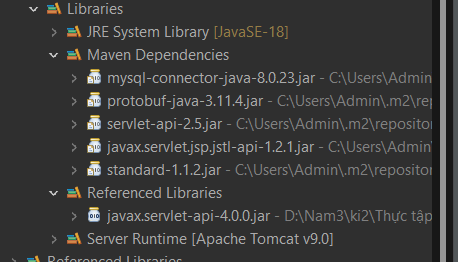 Libraries
JRE System Library [JavaSE-18]
Maven Dependencies
mysql-connector-java-8.0.23.jar - C:\Users\Admin
protobuf-java-3.11.4.jar - C:\Users\Admin\.m2\rep
servlet-api-2.5.jar - C:\Users\Admin\.m2\repositor
javax.servlet.jsp.jstl-api-1.2.1.jar - C:\Users\Admin
standard-1.1.2.jar - C:\Users\Admin\.m2\reposito
Referenced Libraries
javax.servlet-api-4.0.0.jar - D:\Nam3\ki2\Thực tập
Server Runtime [Apache Tomcat v9.0]
Referenced Libraries